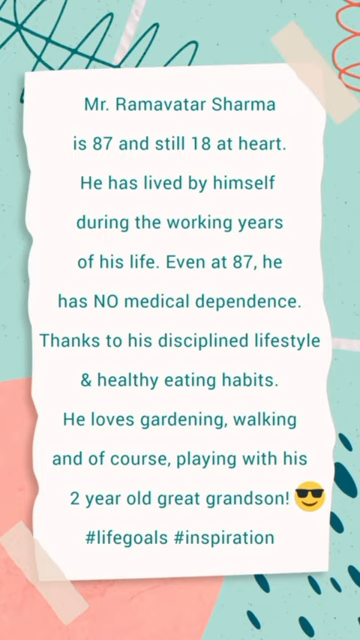 Mr. Ramavatar Sharma
is 87 and still 18 at heart.
He has lived by himself
during the working years
of his life. Even at 87, he
has NO medical dependence.
Thanks to his disciplined lifestyle
& healthy eating habits.
He loves gardening, walking
and of course, playing with his
2 year old great grandson! 😎
#lifegoals #inspiration